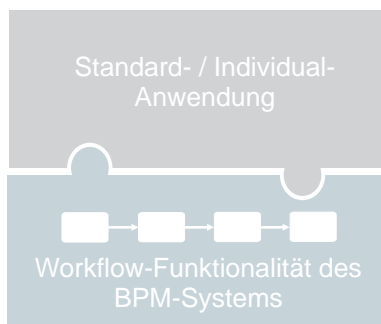 Standard- / Individual-
Anwendung
Workflow-Funktionalität des
BPM-Systems